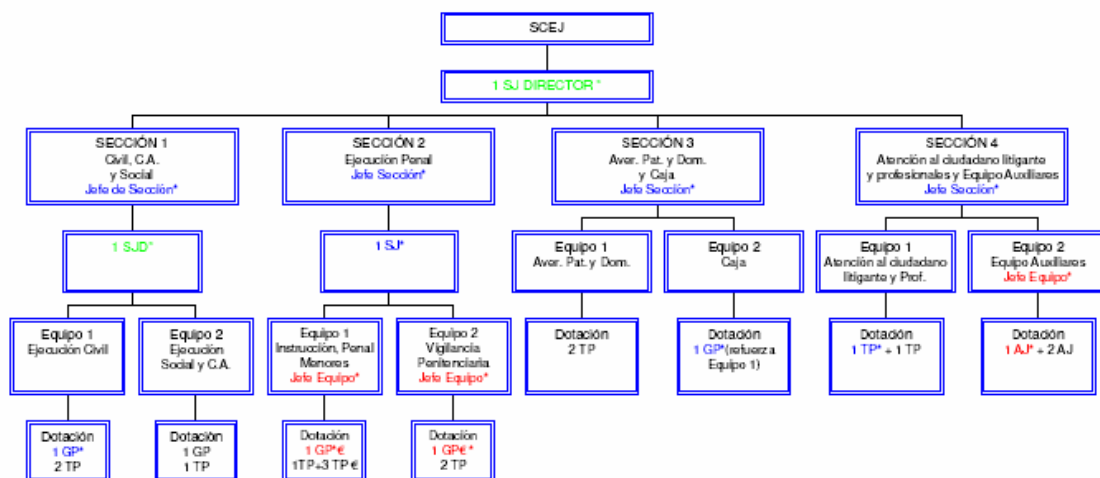 SCEJ
1 SJ DIRECTOR *
SECCIÓN 1
Civil, C.A.
y Social
Jefe de Sección*
SECCIÓN 2
Ejecución Penal
Jefe Sección*
SECCIÓN 3
Aver. Pat. y Dom.
y Caja
Jefe Sección*
SECCIÓN 4
Atención al ciudadano litigante
y profesionales y Equipo Auxiliares
Jefe Sección*
1 SJD*
1 SJ*
Equipo 1
Aver. Pat. y Dom.
Equipo 2
Caja
Equipo 1
Atención al ciudadano
litigante y Prof.
Equipo 2
Equipo Auxiliares
Jefe Equipo*
Equipo 1
Ejecución Civil
Equipo 2
Ejecución
Social y C.A.
Equipo 1
Instrucción, Penal
Menores
Jefe Equipo*
Equipo 2
Vigilancia
Penitenciaria
Jefe Equipo*
Dotación
2 TP
Dotación
1 GP*(refuerza
Equipo 1)
Dotación
1 TP* + 1 TP
Dotación
1 AJ* + 2 AJ
Dotación
1 GP*
2 TP
Dotación
1 GP
1 TP
Dotación
1 GP*€
1TP+3 TP €
Dotación
1 GP€ *
2 TP